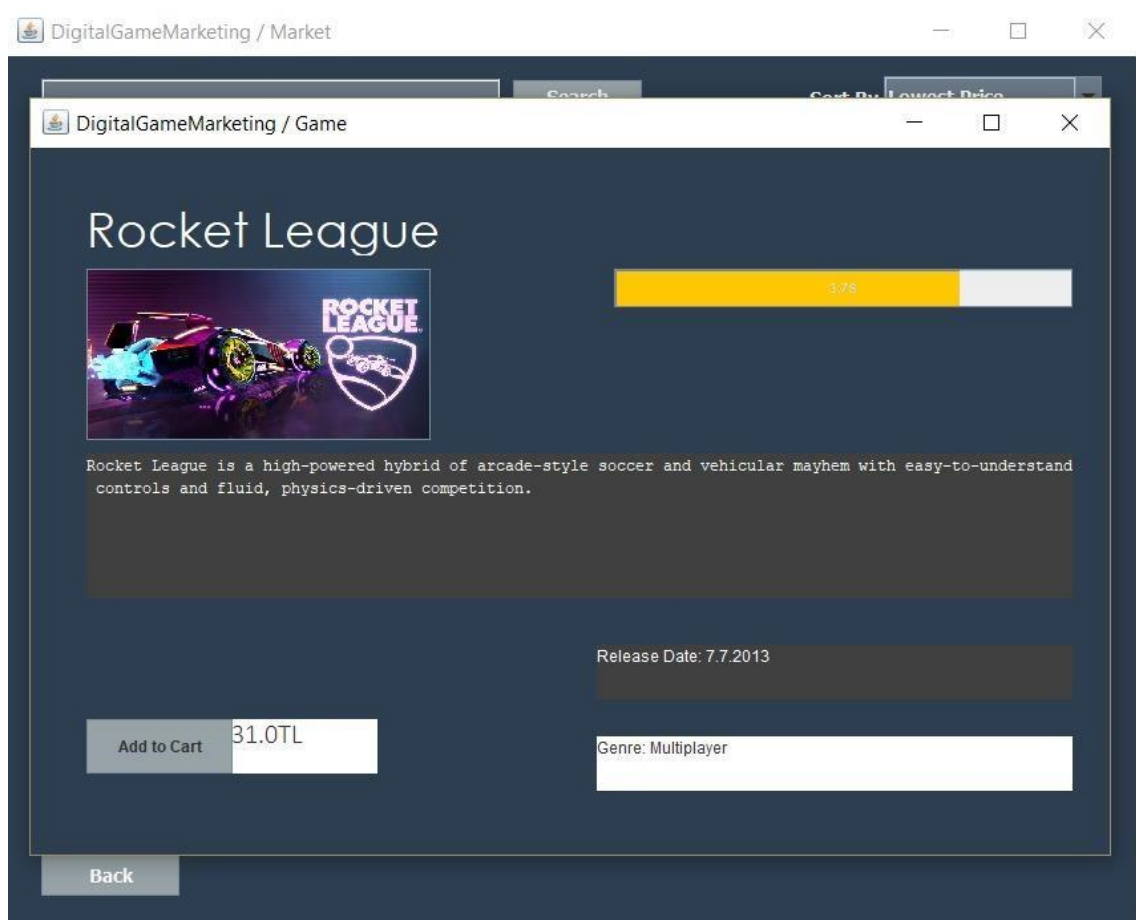 DigitalGameMarketing / Market
Search
Sort By Lowest Price
DigitalGameMarketing / Game
Rocket League
ROCKET
LEAGUE
3.78
Rocket League is a high-powered hybrid of arcade-style soccer and vehicular mayhem with easy-to-understand
controls and fluid, physics-driven competition.
Release Date: 7.7.2013
Add to Cart
31.0TL
Genre: Multiplayer
Back